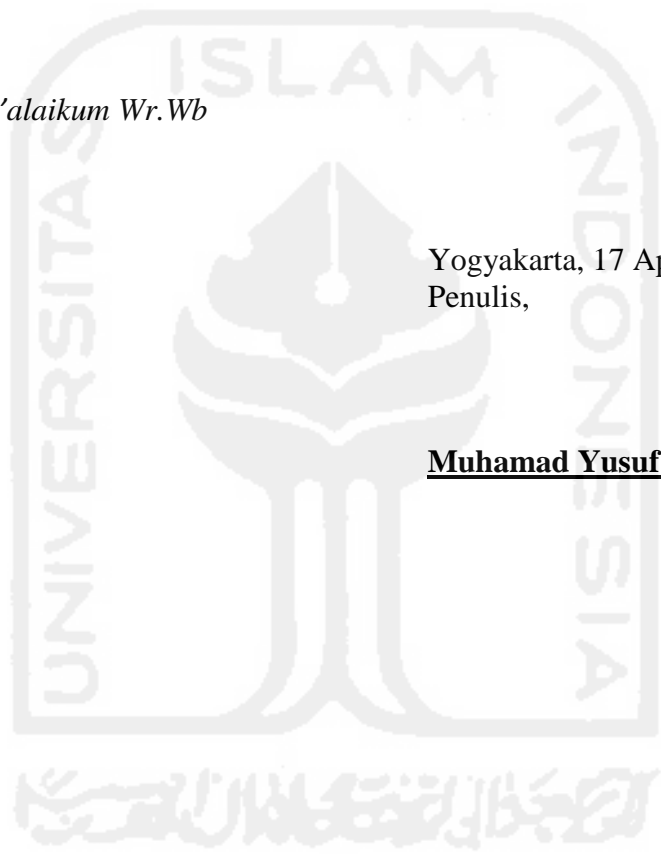 ISLAM
UNIVERSITAS
INDONESIA
’alaikum Wr.Wb
Yogyakarta, 17 Ap
Penulis,
Muhamad Yusuf